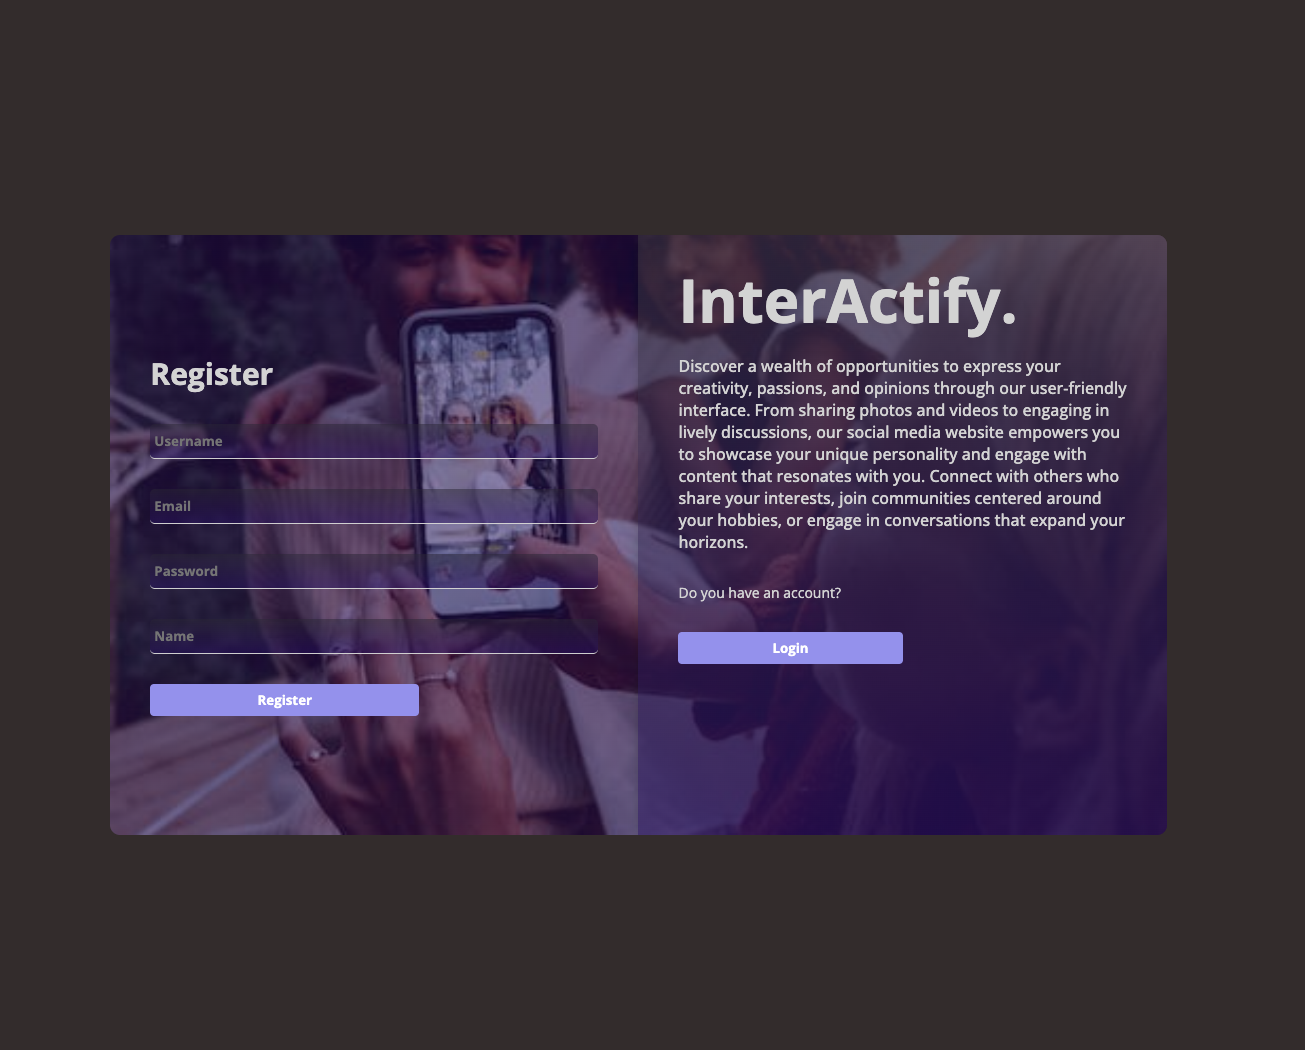 Register
Username
Email
Password
Name
Register
InterActify.
Discover a wealth of opportunities to express your
creativity, passions, and opinions through our user-friendly
interface. From sharing photos and videos to engaging in
lively discussions, our social media website empowers you
to showcase your unique personality and engage with
content that resonates with you. Connect with others who
share your interests, join communities centered around
your hobbies, or engage in conversations that expand your
horizons.
Do you have an account?
Login